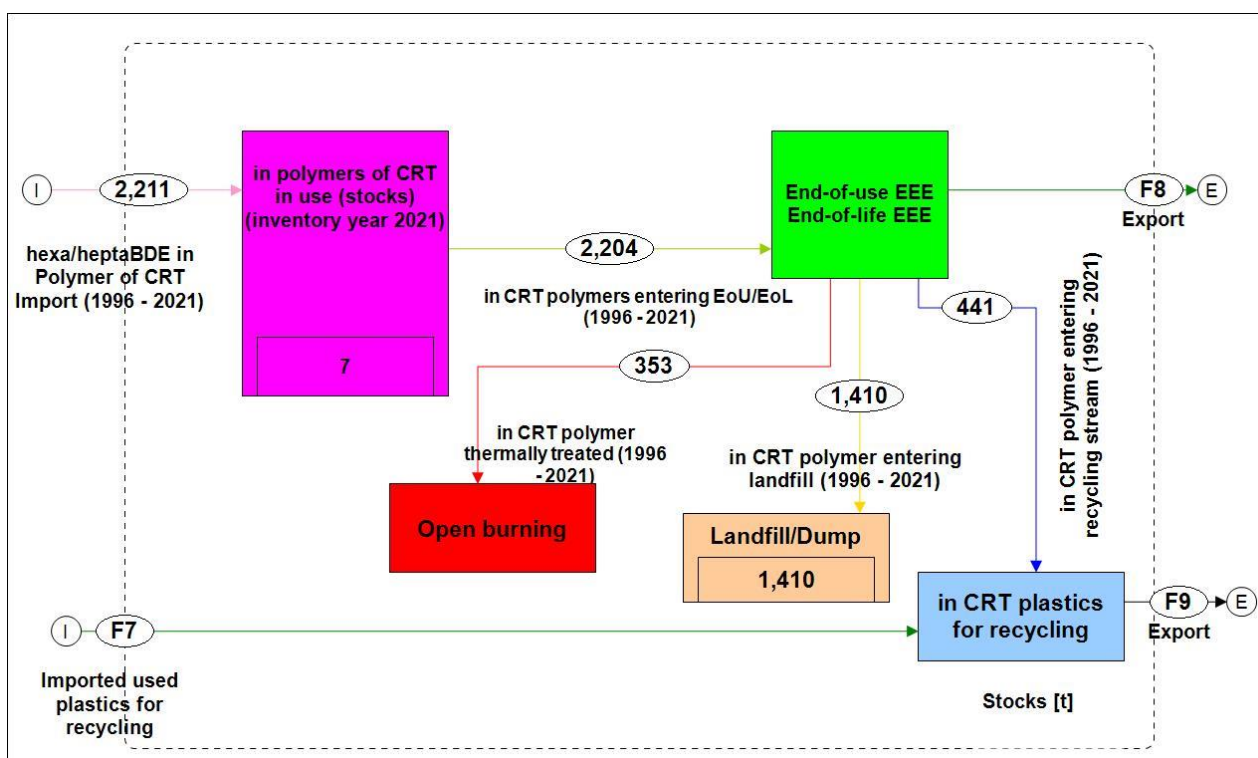 I
2,211
hexa/heptaBDE in
Polymer of CRT
Import (1996 - 2021)
in polymers of CRT
in use (stocks)
(inventory year 2021)
7
2,204
in CRT polymers entering EoU/EoL
(1996 - 2021)
End-of-use EEE
End-of-life EEE
F8
E
Export
353
in CRT polymer
thermally treated (1996
- 2021)
Open burning
1,410
in CRT polymer entering
landfill (1996 - 2021)
Landfill/Dump
1,410
441
in CRT polymer entering
recycling stream (1996 - 2021)
in CRT plastics
for recycling
F9
E
Export
I
F7
Imported used
plastics for
recycling
Stocks [t]